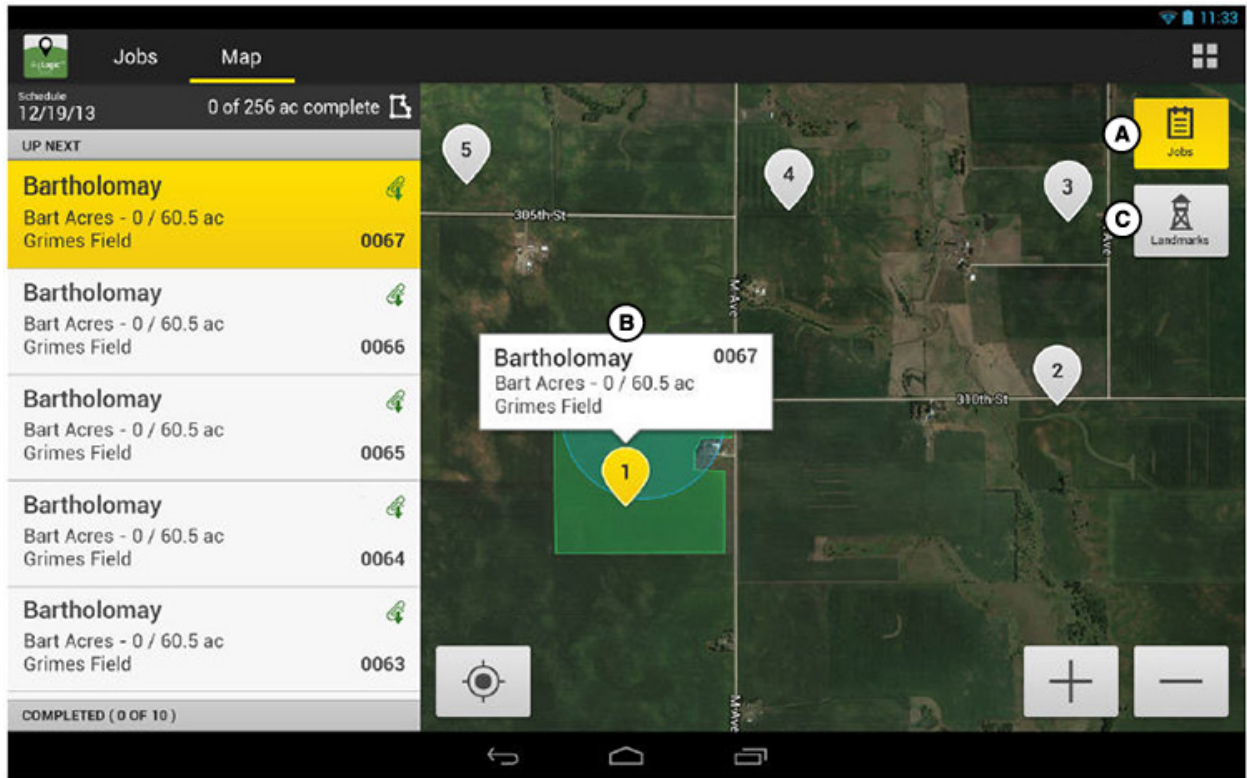 11:33
AgLogic™
Jobs
Map
Schedule
12/19/13
0 of 256 ac complete
UP NEXT
Bartholomay
Bart Acres - 0 / 60.5 ac
Grimes Field 0067
Bartholomay
Bart Acres - 0 / 60.5 ac
Grimes Field 0066
Bartholomay
Bart Acres - 0 / 60.5 ac
Grimes Field 0065
Bartholomay
Bart Acres - 0 / 60.5 ac
Grimes Field 0064
Bartholomay
Bart Acres - 0 / 60.5 ac
Grimes Field 0063
COMPLETED ( 0 OF 10 )
5
4
3
305th St
M Ave
B
Bartholomay 0067
Bart Acres - 0 / 60.5 ac
Grimes Field
1
2
310th St
M Ave
A
Jobs
C
Landmarks
Ave